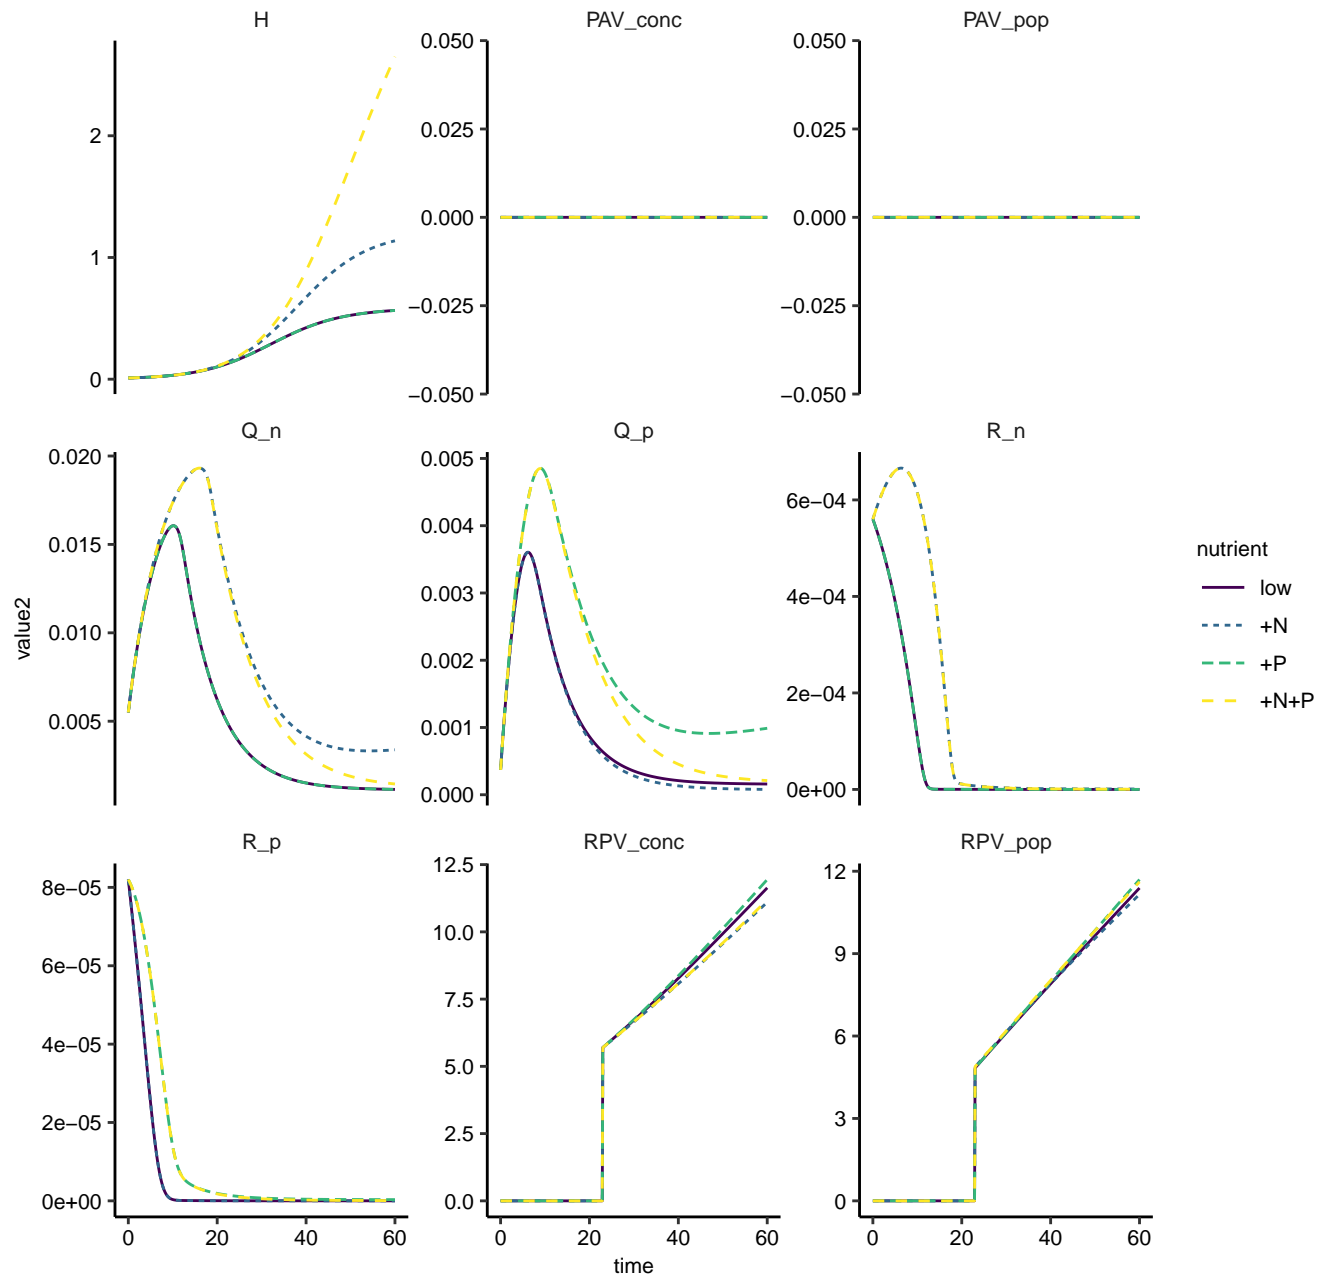 H
PAV_conc
PAV_pop
2
1
0
0.050
0.025
0.000
−0.025
−0.050
0.050
0.025
0.000
−0.025
−0.050
Q_n
Q_p
R_n
0.020
0.015
0.010
0.005
0.005
0.004
0.003
0.002
0.001
0.000
6e−04
4e−04
2e−04
0e+00
R_p
RPV_conc
RPV_pop
8e−05
6e−05
4e−05
2e−05
0e+00
12.5
10.0
7.5
5.0
2.5
0.0
12
9
6
3
0
0 20 40 60
0 20 40 60
0 20 40 60
time
value2
nutrient
low
+N
+P
+N+P